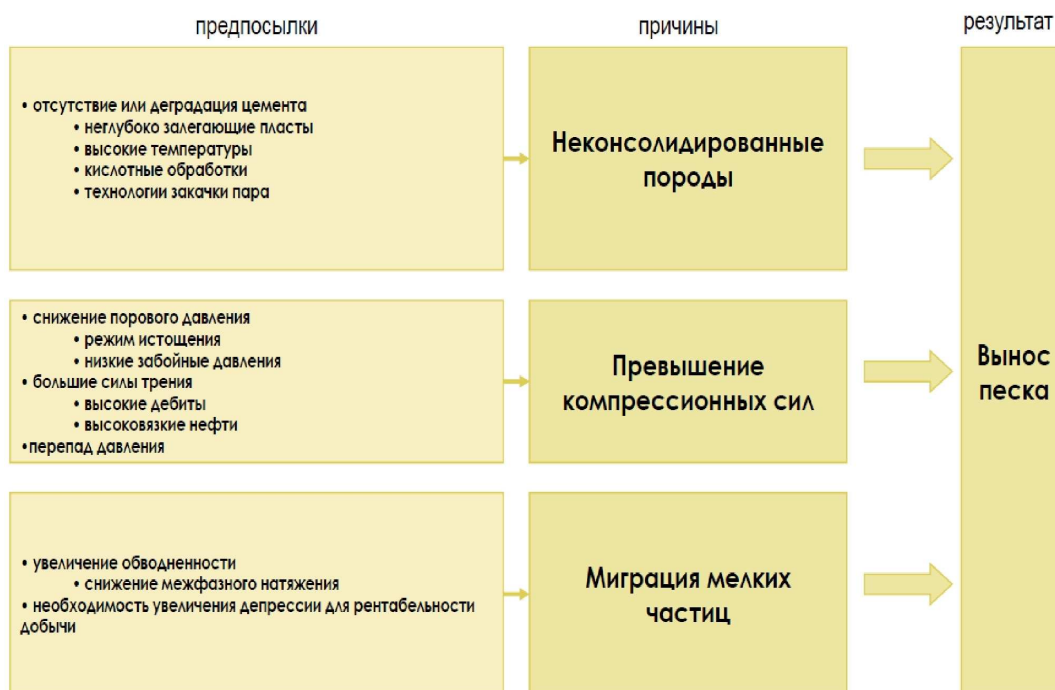 предпосылки
причины
результат
• отсутствие или деградация цемента
• неглубоко залегающие пласты
• высокие температуры
• кислотные обработки
• технологии закачки пара
Неконсолидированные
породы
• снижение порового давления
• режим истощения
• низкие забойные давления
• большие силы трения
• высокие дебиты
• высоковязкие нефти
•перепад давления
Превышение
компрессионных сил
Вынос
песка
• увеличение обводненности
• снижение межфазного натяжения
• необходимость увеличения депрессии для рентабельности
добычи
Миграция мелких
частиц